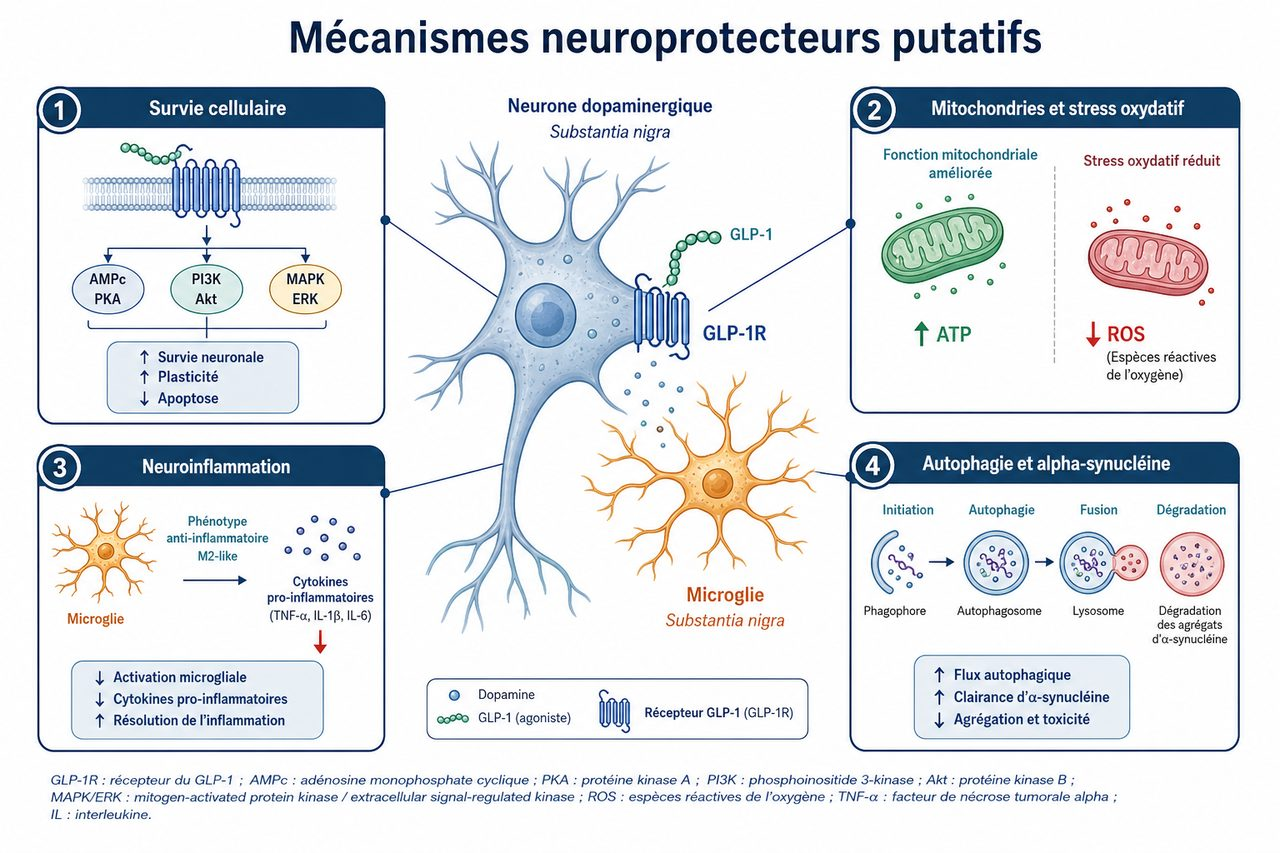 Mécanismes neuroprotecteurs putatifs
1
Survie cellulaire
AMPc
PKA
PI3K
Akt
MAPK
ERK
↑ Survie neuronale
↑ Plasticité
↓ Apoptose
Neurone dopaminergique
Substantia nigra
GLP-1
GLP-1R
2
Mitochondries et stress oxydatif
Fonction mitochondriale
améliorée
↑ ATP
Stress oxydatif réduit
↓ ROS
(Espèces réactives
de l'oxygène)
3
Neuroinflammation
Microglie
Phénotype
anti-inflammatoire
M2-like
Cytokines
pro-inflammatoires
(TNF-α, IL-1β, IL-6)
↓ Activation microgliale
↓ Cytokines pro-inflammatoires
↑ Résolution de l'inflammation
Microglie
Substantia nigra
Dopamine
GLP-1 (agoniste)
Récepteur GLP-1 (GLP-1R)
4
Autophagie et alpha-synucléine
Initiation
Autophagie
Fusion
Dégradation
Phagophore
Autophagosome
Lysosome
Dégradation
des agrégats
d'α-synucléine
↑ Flux autophagique
↑ Clairance d'α-synucléine
↓ Agrégation et toxicité
GLP-1R : récepteur du GLP-1 ; AMPc : adénosine monophosphate cyclique ; PKA : protéine kinase A ; PI3K : phosphoinositide 3-kinase ; Akt : protéine kinase B ;
MAPK/ERK : mitogen-activated protein kinase / extracellular signal-regulated kinase ; ROS : espèces réactives de l'oxygène ; TNF-α : facteur de nécrose tumorale alpha ;
IL : interleukine.